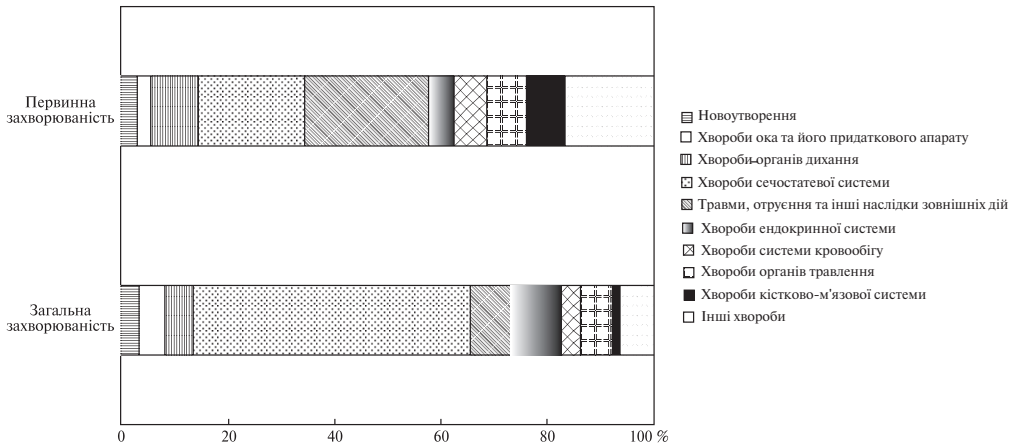 Первинна
захворюваність
Загальна
захворюваність
0 20 40 60 80 100 %
Новоутворення
Хвороби ока та його придаткового апарату
Хвороби органів дихання
Хвороби сечостатевої системи
Травми, отруєння та інші наслідки зовнішніх дій
Хвороби ендокринної системи
Хвороби системи кровообігу
Хвороби органів травлення
Хвороби кістково-м'язової системи
Інші хвороби